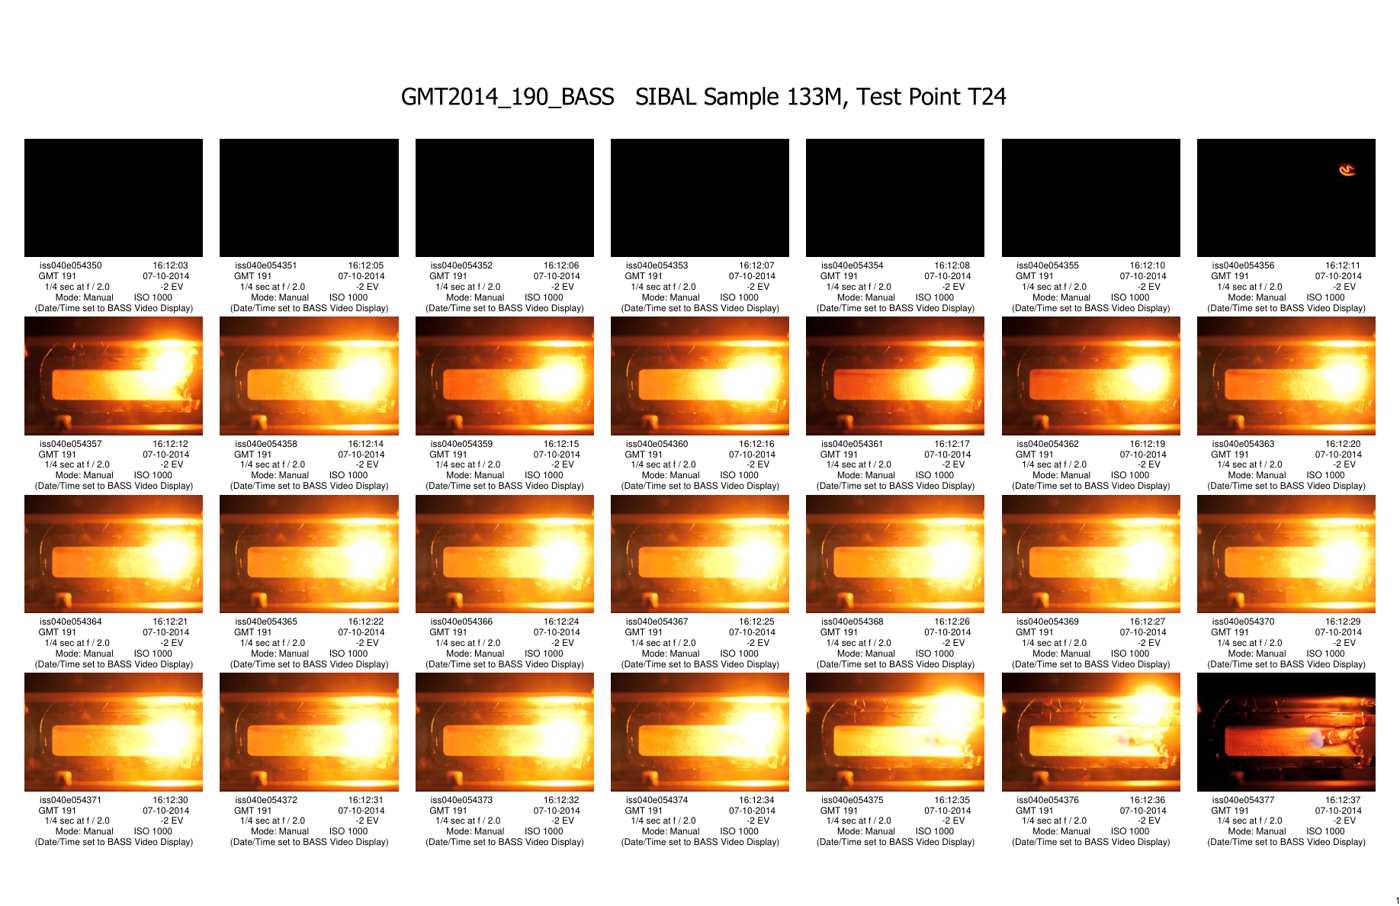 GMT2014_190_BASS SIBAL Sample 133M, Test Point T24
iss040e054350 16:12:03
GMT 191 07-10-2014
1/4 sec at f / 2.0 -2 EV
Mode: Manual ISO 1000
(Date/Time set to BASS Video Display)
iss040e054351 16:12:05
GMT 191 07-10-2014
1/4 sec at f / 2.0 -2 EV
Mode: Manual ISO 1000
(Date/Time set to BASS Video Display)
iss040e054352 16:12:06
GMT 191 07-10-2014
1/4 sec at f / 2.0 -2 EV
Mode: Manual ISO 1000
(Date/Time set to BASS Video Display)
iss040e054353 16:12:07
GMT 191 07-10-2014
1/4 sec at f / 2.0 -2 EV
Mode: Manual ISO 1000
(Date/Time set to BASS Video Display)
iss040e054354 16:12:08
GMT 191 07-10-2014
1/4 sec at f / 2.0 -2 EV
Mode: Manual ISO 1000
(Date/Time set to BASS Video Display)
iss040e054355 16:12:10
GMT 191 07-10-2014
1/4 sec at f / 2.0 -2 EV
Mode: Manual ISO 1000
(Date/Time set to BASS Video Display)
iss040e054356 16:12:11
GMT 191 07-10-2014
1/4 sec at f / 2.0 -2 EV
Mode: Manual ISO 1000
(Date/Time set to BASS Video Display)
iss040e054357 16:12:12
GMT 191 07-10-2014
1/4 sec at f / 2.0 -2 EV
Mode: Manual ISO 1000
(Date/Time set to BASS Video Display)
iss040e054358 16:12:14
GMT 191 07-10-2014
1/4 sec at f / 2.0 -2 EV
Mode: Manual ISO 1000
(Date/Time set to BASS Video Display)
iss040e054359 16:12:15
GMT 191 07-10-2014
1/4 sec at f / 2.0 -2 EV
Mode: Manual ISO 1000
(Date/Time set to BASS Video Display)
iss040e054360 16:12:16
GMT 191 07-10-2014
1/4 sec at f / 2.0 -2 EV
Mode: Manual ISO 1000
(Date/Time set to BASS Video Display)
iss040e054361 16:12:17
GMT 191 07-10-2014
1/4 sec at f / 2.0 -2 EV
Mode: Manual ISO 1000
(Date/Time set to BASS Video Display)
iss040e054362 16:12:19
GMT 191 07-10-2014
1/4 sec at f / 2.0 -2 EV
Mode: Manual ISO 1000
(Date/Time set to BASS Video Display)
iss040e054363 16:12:20
GMT 191 07-10-2014
1/4 sec at f / 2.0 -2 EV
Mode: Manual ISO 1000
(Date/Time set to BASS Video Display)
iss040e054364 16:12:21
GMT 191 07-10-2014
1/4 sec at f / 2.0 -2 EV
Mode: Manual ISO 1000
(Date/Time set to BASS Video Display)
iss040e054365 16:12:22
GMT 191 07-10-2014
1/4 sec at f / 2.0 -2 EV
Mode: Manual ISO 1000
(Date/Time set to BASS Video Display)
iss040e054366 16:12:24
GMT 191 07-10-2014
1/4 sec at f / 2.0 -2 EV
Mode: Manual ISO 1000
(Date/Time set to BASS Video Display)
iss040e054367 16:12:25
GMT 191 07-10-2014
1/4 sec at f / 2.0 -2 EV
Mode: Manual ISO 1000
(Date/Time set to BASS Video Display)
iss040e054368 16:12:26
GMT 191 07-10-2014
1/4 sec at f / 2.0 -2 EV
Mode: Manual ISO 1000
(Date/Time set to BASS Video Display)
iss040e054369 16:12:27
GMT 191 07-10-2014
1/4 sec at f / 2.0 -2 EV
Mode: Manual ISO 1000
(Date/Time set to BASS Video Display)
iss040e054370 16:12:29
GMT 191 07-10-2014
1/4 sec at f / 2.0 -2 EV
Mode: Manual ISO 1000
(Date/Time set to BASS Video Display)
iss040e054371 16:12:30
GMT 191 07-10-2014
1/4 sec at f / 2.0 -2 EV
Mode: Manual ISO 1000
(Date/Time set to BASS Video Display)
iss040e054372 16:12:31
GMT 191 07-10-2014
1/4 sec at f / 2.0 -2 EV
Mode: Manual ISO 1000
(Date/Time set to BASS Video Display)
iss040e054373 16:12:32
GMT 191 07-10-2014
1/4 sec at f / 2.0 -2 EV
Mode: Manual ISO 1000
(Date/Time set to BASS Video Display)
iss040e054374 16:12:34
GMT 191 07-10-2014
1/4 sec at f / 2.0 -2 EV
Mode: Manual ISO 1000
(Date/Time set to BASS Video Display)
iss040e054375 16:12:35
GMT 191 07-10-2014
1/4 sec at f / 2.0 -2 EV
Mode: Manual ISO 1000
(Date/Time set to BASS Video Display)
iss040e054376 16:12:36
GMT 191 07-10-2014
1/4 sec at f / 2.0 -2 EV
Mode: Manual ISO 1000
(Date/Time set to BASS Video Display)
iss040e054377 16:12:37
GMT 191 07-10-2014
1/4 sec at f / 2.0 -2 EV
Mode: Manual ISO 1000
(Date/Time set to BASS Video Display)